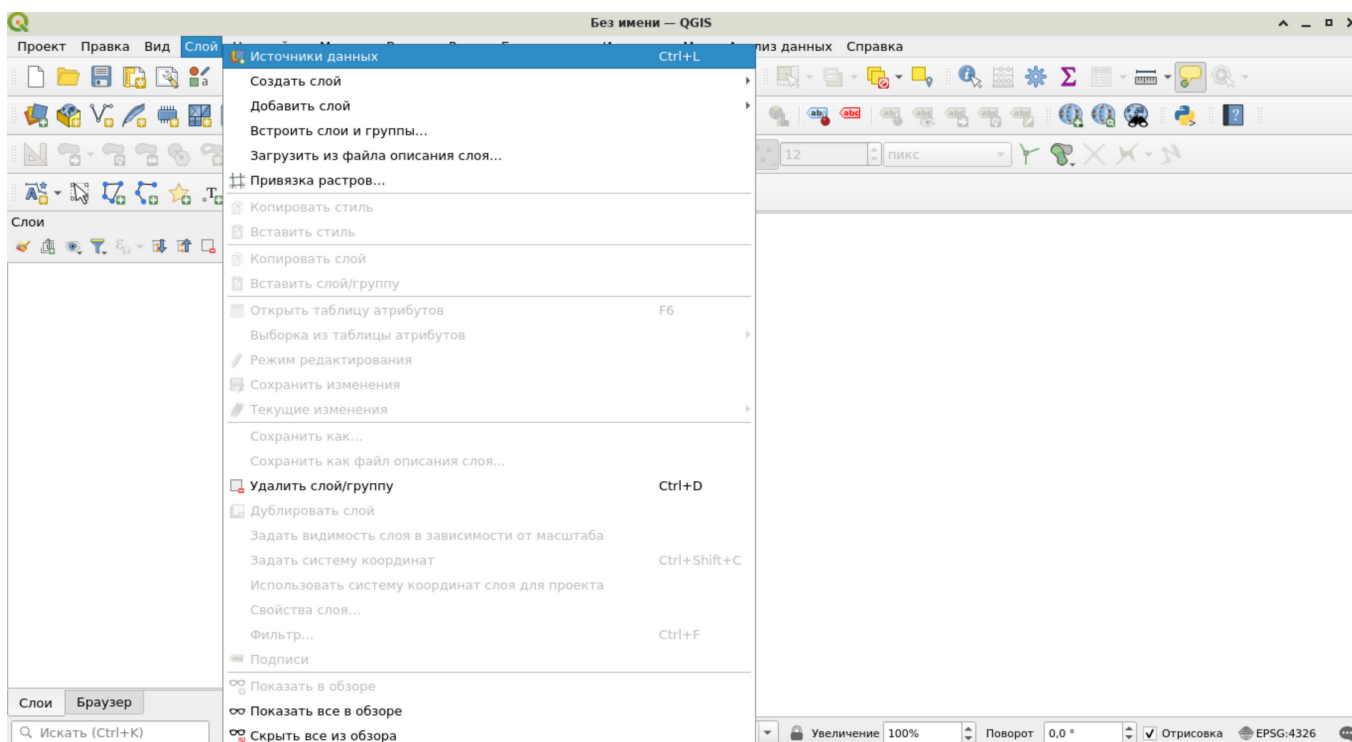 Без имени — QGIS
Проект Правка Вид Слой лиз данных Справка
Источники данных Ctrl+L
Создать слой
Добавить слой
Встроить слои и группы...
Загрузить из файла описания слоя...
Привязка растров...
12 пикс
Слои
Копировать стиль
Вставить стиль
Копировать слой
Вставить слой/группу
Открыть таблицу атрибутов F6
Выборка из таблицы атрибутов
Режим редактирования
Сохранить изменения
Текущие изменения
Сохранить как...
Сохранить как файл описания слоя...
Удалить слой/группу Ctrl+D
Дублировать слой
Задать видимость слоя в зависимости от масштаба
Задать систему координат Ctrl+Shift+C
Использовать систему координат слоя для проекта
Свойства слоя...
Фильтр... Ctrl+F
Подписи
Показать в обзоре
Показать все в обзоре
Скрыть все из обзора
Слои Браузер
Искать (Ctrl+K) Увеличение 100% Поворот 0,0 ° Отрисовка EPSG:4326